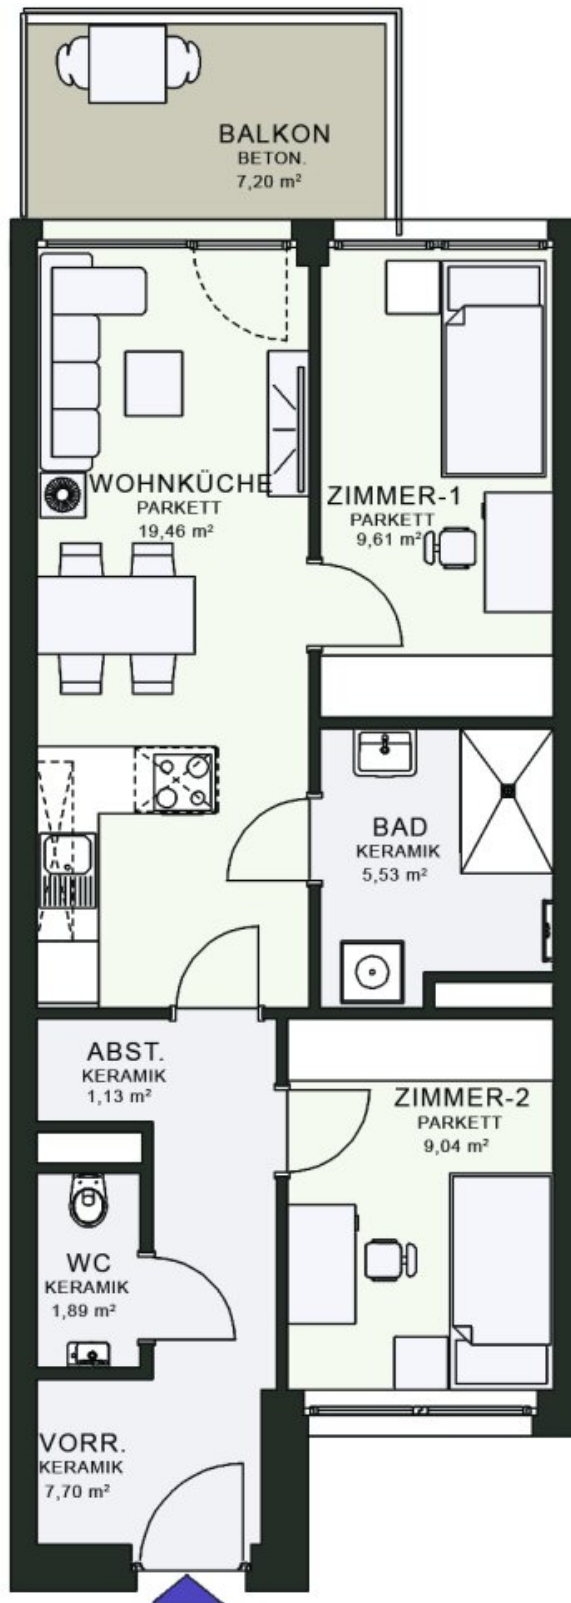 BALKON
BETON.
7,20 m²
WOHNKÜCHE
PARKETT
19,46 m²
ZIMMER-1
PARKETT
9,61 m²
BAD
KERAMIK
5,53 m²
ABST.
KERAMIK
1,13 m²
ZIMMER-2
PARKETT
9,04 m²
WC
KERAMIK
1,89 m²
VORR.
KERAMIK
7,70 m²